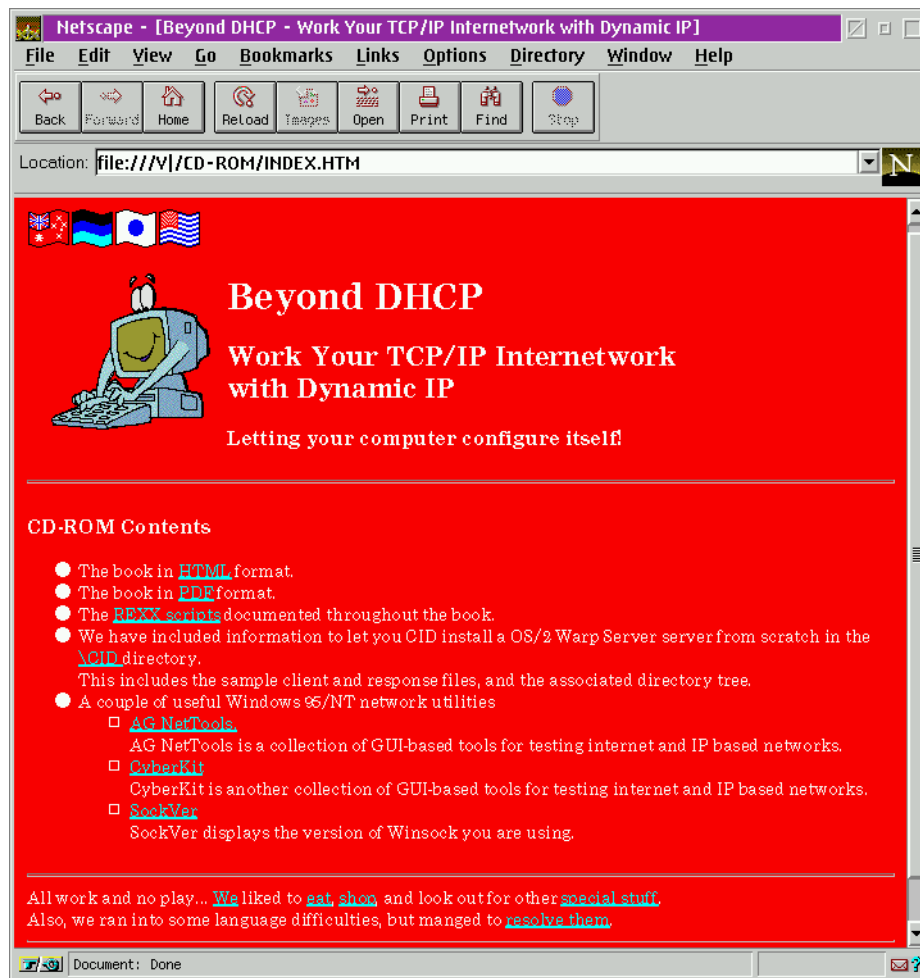 Netscape - [Beyond DHCP - Work Your TCP/IP Internetwork with Dynamic IP]
File Edit View Go Bookmarks Links Options Directory Window Help
Back Forward Home Reload Images Open Print Find Stop
Location: file:///V|/CD-ROM/INDEX.HTM
N
Beyond DHCP
Work Your TCP/IP Internetwork
with Dynamic IP
Letting your computer configure itself!
CD-ROM Contents
The book in HTML format.
The book in PDF format.
The REXX scripts documented throughout the book.
We have included information to let you CID install a OS/2 Warp Server server from scratch in the
\CID directory.
This includes the sample client and response files, and the associated directory tree.
A couple of useful Windows 95/NT network utilities
AG NetTools.
AG NetTools is a collection of GUI-based tools for testing internet and IP based networks.
CyberKit
CyberKit is another collection of GUI-based tools for testing internet and IP based networks.
SockVer
SockVer displays the version of Winsock you are using.
All work and no play... We liked to eat, shop, and look out for other special stuff.
Also, we ran into some language difficulties, but manged to resolve them.
Document: Done
?